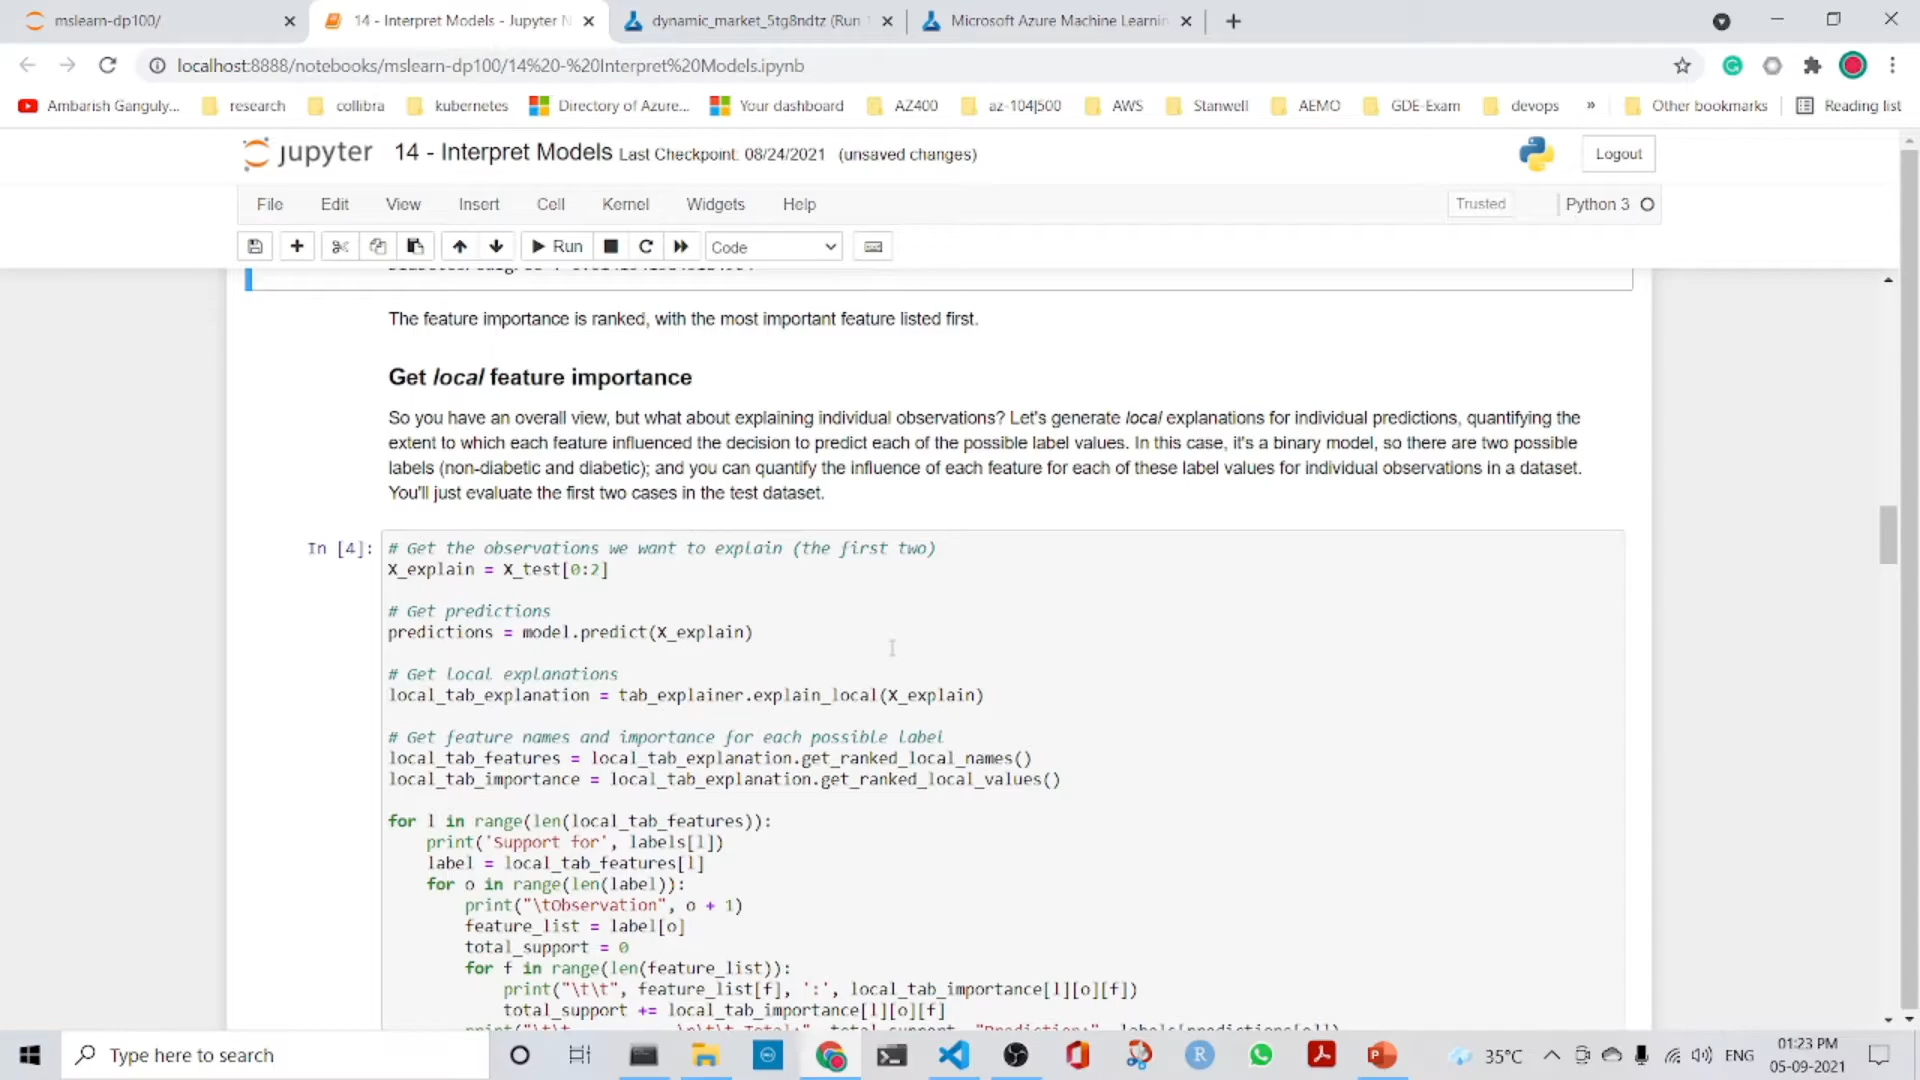 mslearn-dp100/
14 - Interpret Models - Jupyter N
dynamic_market_5tg8ndtz (Run 1
Microsoft Azure Machine Learnin
localhost:8888/notebooks/mslearn-dp100/14%20-%20Interpret%20Models.ipynb
Ambarish Ganguly...
research
collibra
kubernetes
Directory of Azure...
Your dashboard
AZ400
az-104|500
AWS
Stanwell
AEMO
GDE-Exam
devops
»
Other bookmarks
Reading list
jupyter 14 - Interpret Models Last Checkpoint: 08/24/2021 (unsaved changes)
Logout
File Edit View Insert Cell Kernel Widgets Help
Trusted
Python 3
Run
Code
The feature importance is ranked, with the most important feature listed first.
Get local feature importance
So you have an overall view, but what about explaining individual observations? Let's generate local explanations for individual predictions, quantifying the
extent to which each feature influenced the decision to predict each of the possible label values. In this case, it's a binary model, so there are two possible
labels (non-diabetic and diabetic); and you can quantify the influence of each feature for each of these label values for individual observations in a dataset.
You'll just evaluate the first two cases in the test dataset.
In [4]:
# Get the observations we want to explain (the first two)
X_explain = X_test[0:2]
# Get predictions
predictions = model.predict(X_explain)
# Get local explanations
local_tab_explanation = tab_explainer.explain_local(X_explain)
# Get feature names and importance for each possible label
local_tab_features = local_tab_explanation.get_ranked_local_names()
local_tab_importance = local_tab_explanation.get_ranked_local_values()
for l in range(len(local_tab_features)):
print('Support for', labels[l])
label = local_tab_features[l]
for o in range(len(label)):
print("\tObservation", o + 1)
feature_list = label[o]
total_support = 0
for f in range(len(feature_list)):
print("\t\t", feature_list[f], ':', local_tab_importance[l][o][f])
total_support += local_tab_importance[l][o][f]
Type here to search
35°C
ENG
01:23 PM
05-09-2021